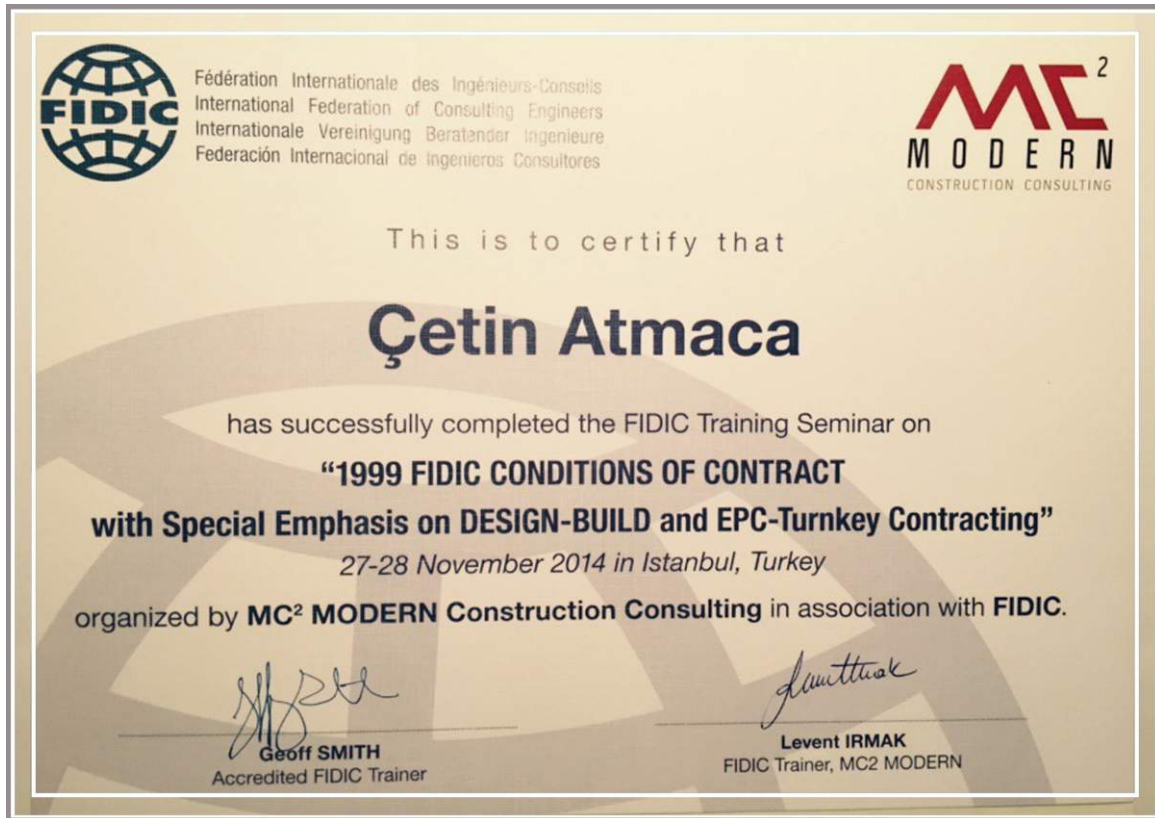 FIDIC
Fédération Internationale des Ingénieurs-Conseils
International Federation of Consulting Engineers
Internationale Vereinigung Beratender Ingenieure
Federación Internacional de Ingenieros Consultores
MC²
MODERN
CONSTRUCTION CONSULTING
This is to certify that
Çetin Atmaca
has successfully completed the FIDIC Training Seminar on
“1999 FIDIC CONDITIONS OF CONTRACT
with Special Emphasis on DESIGN-BUILD and EPC-Turnkey Contracting”
27-28 November 2014 in Istanbul, Turkey
organized by MC² MODERN Construction Consulting in association with FIDIC.
Geoff SMITH
Accredited FIDIC Trainer
Levent IRMAK
FIDIC Trainer, MC2 MODERN